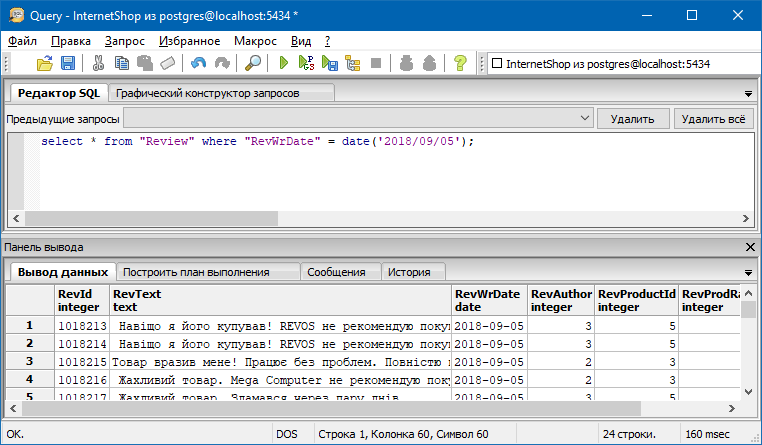 Query - InternetShop из postgres@localhost:5434 *
Файл Правка Запрос Избранное Макрос Вид ?
InternetShop из postgres@localhost:5434
Редактор SQL Графический конструктор запросов
Предыдущие запросы Удалить Удалить всё
select * from "Review" where "RevWrDate" = date('2018/09/05');
Панель вывода
Вывод данных Построить план выполнения Сообщения История
RevId RevText RevWrDate RevAuthor RevProductId RevProdRa
integer text date integer integer integer
1 1018213 Навіщо я його купував! REVOS не рекомендую 2018-09-05 3 5
2 1018214 Навіщо я його купував! REVOS не рекомендую 2018-09-05 3 5
3 1018215 Товар вразив мене! Працює без проблем. Повністю 2018-09-05 2 3
4 1018216 Жахливий товар. Mega Computer не рекомендую 2018-09-05 2 3
5 1018217 Жахливий товар. Зламався через пару днів 2018-09-05 3 5
OK. DOS Строка 1, Колонка 60, Символ 60 24 строки. 160 msec